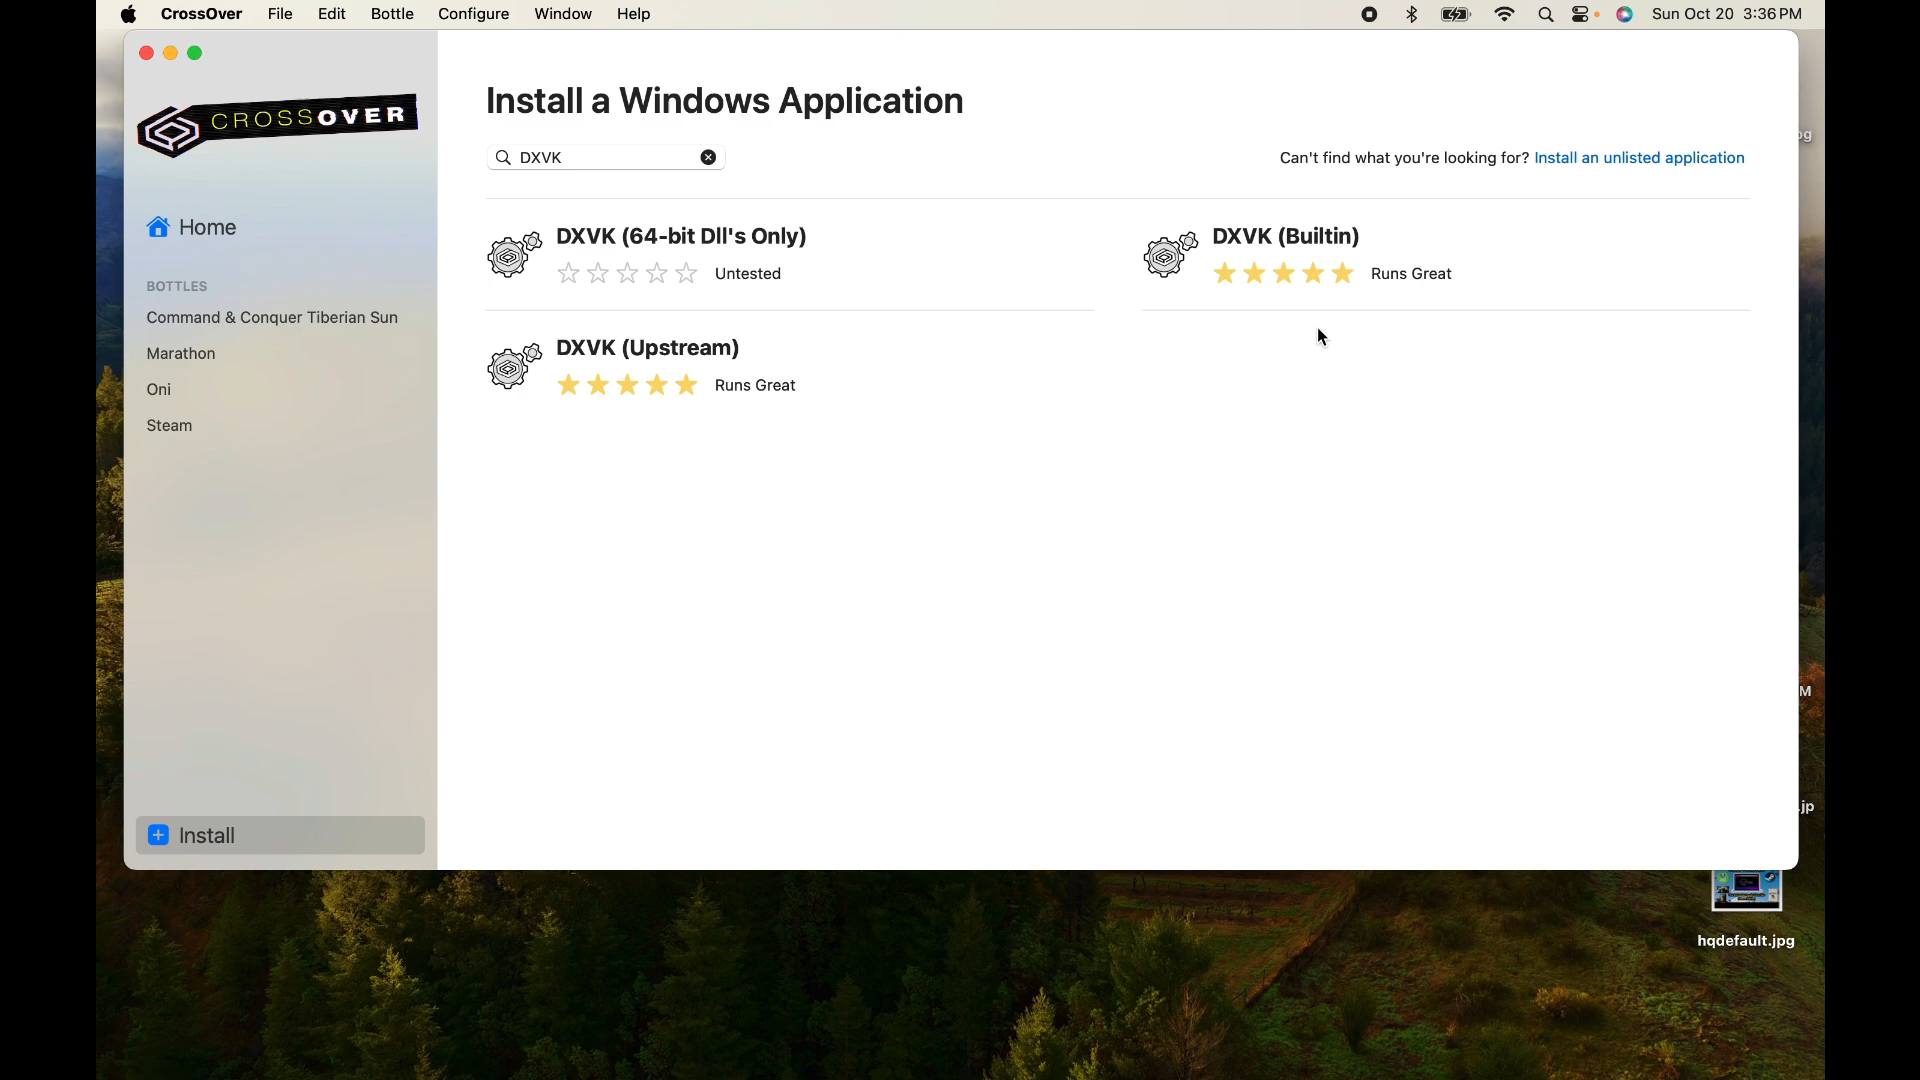 CrossOver File Edit Bottle Configure Window Help Sun Oct 20 3:36 PM
CROSSOVER
Home
BOTTLES
Command & Conquer Tiberian Sun
Marathon
Oni
Steam
Install
Install a Windows Application
DXVK
Can't find what you're looking for? Install an unlisted application
DXVK (64-bit Dll's Only)
Untested
DXVK (Builtin)
Runs Great
DXVK (Upstream)
Runs Great
hqdefault.jpg